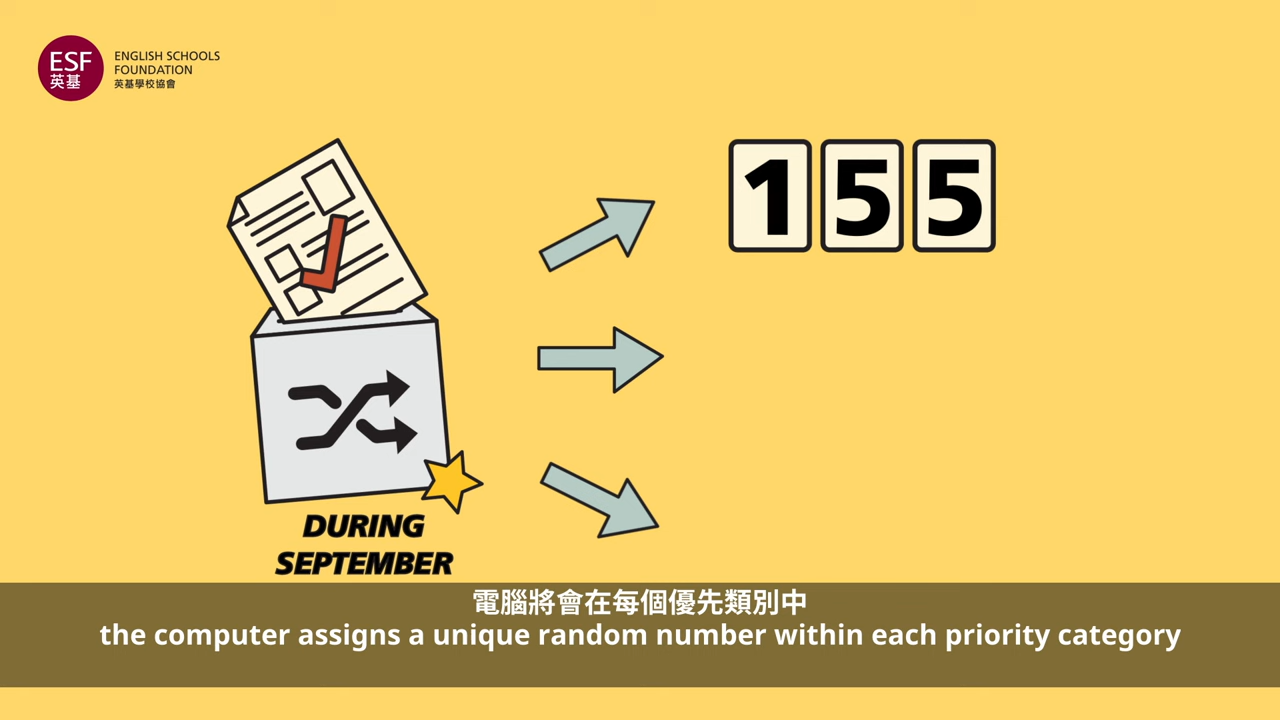 ESF
英基
ENGLISH SCHOOLS
FOUNDATION
英基學校協會
155
DURING
SEPTEMBER
電腦將會在每個優先類別中
the computer assigns a unique random number within each priority category